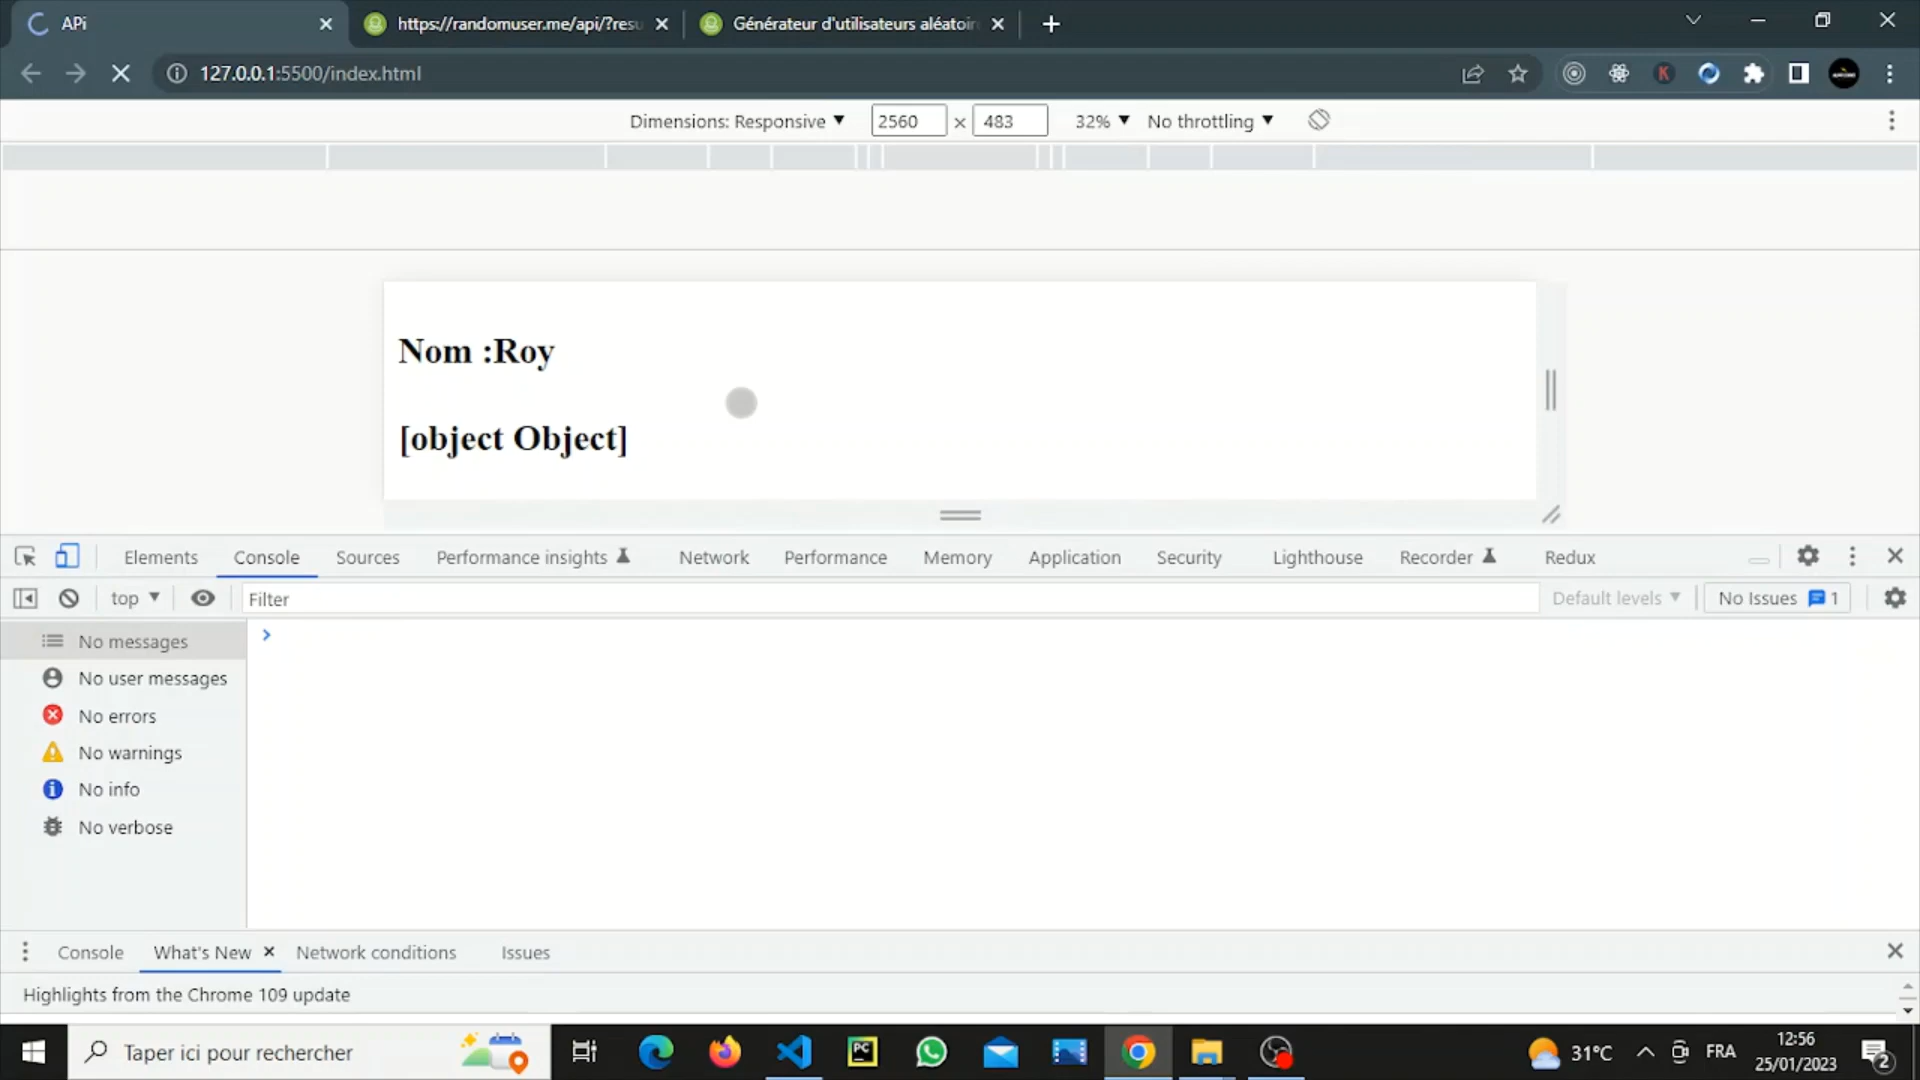 APi
https://randomuser.me/api/?resu
Générateur d'utilisateurs aléatoir
127.0.0.1:5500/index.html
Dimensions: Responsive ▼ 2560 × 483 32% ▼ No throttling ▼
Nom :Roy
[object Object]
Elements Console Sources Performance insights Network Performance Memory Application Security Lighthouse Recorder Redux
top ▼ Filter Default levels ▼ No Issues 1
No messages
No user messages
No errors
No warnings
No info
No verbose
Console What's New × Network conditions Issues
Highlights from the Chrome 109 update
Taper ici pour rechercher
31°C
FRA
12:56
25/01/2023
2